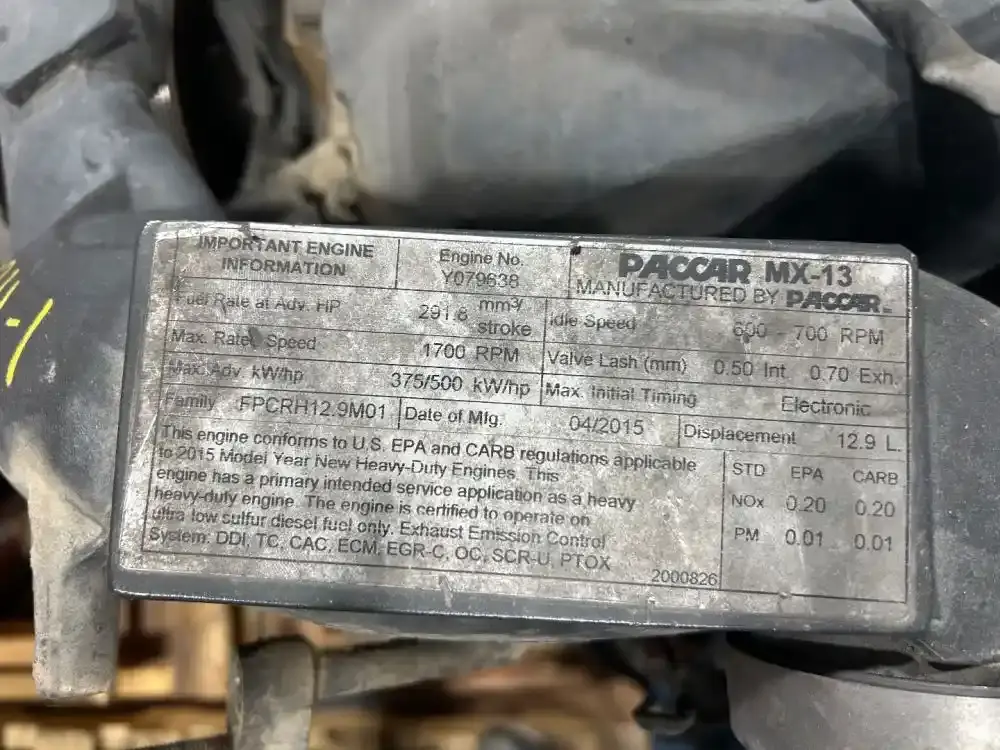 IMPORTANT ENGINE
INFORMATION
Engine No.
Y079638
PACCAR MX-13
MANUFACTURED BY PACCAR INC
Fuel Rate at Adv. HP 291.8 mm³/
stroke
Idle Speed 600 - 700 RPM
Max. Rated Speed 1700 RPM
Valve Lash (mm) 0.50 Int. 0.70 Exh.
Max. Adv. kW/hp 375/500 kW/hp
Max. Initial Timing Electronic
Family FPCRH12.9M01
Date of Mfg. 04/2015
Displacement 12.9 L.
This engine conforms to U.S. EPA and CARB regulations applicable
to 2015 Model Year New Heavy-Duty Engines. This
engine has a primary intended service application as a heavy
heavy-duty engine. The engine is certified to operate on
ultra low sulfur diesel fuel only. Exhaust Emission Control
System: DDI, TC, CAC, ECM, EGR-C, OC, SCR-U, PTOX
2000826
STD EPA CARB
NOx 0.20 0.20
PM 0.01 0.01